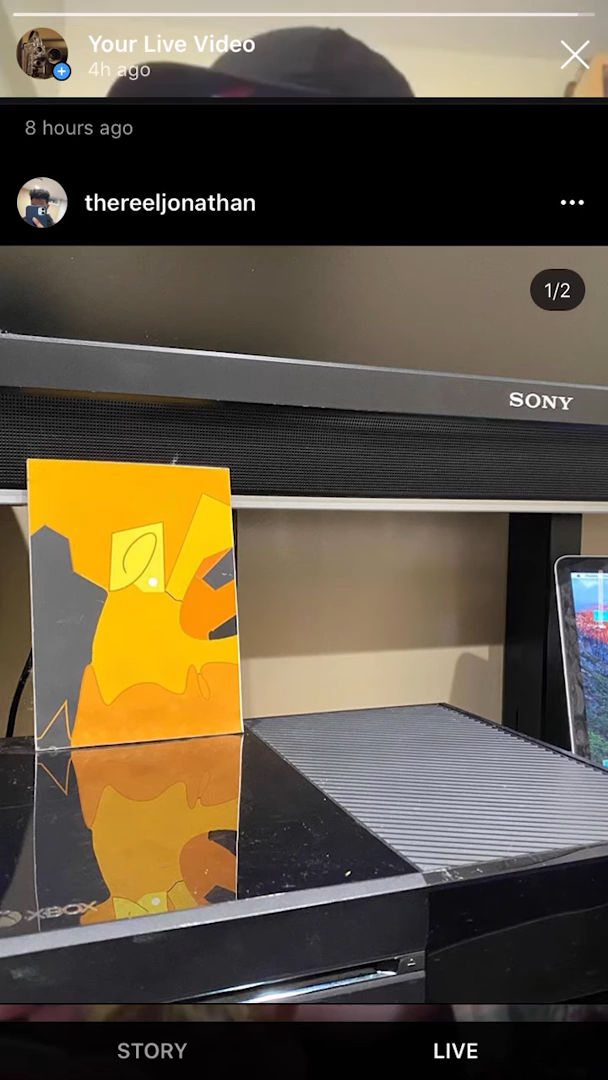 Your Live Video
4h ago
8 hours ago
thereeljonathan
1/2
SONY
XBOX
STORY
LIVE